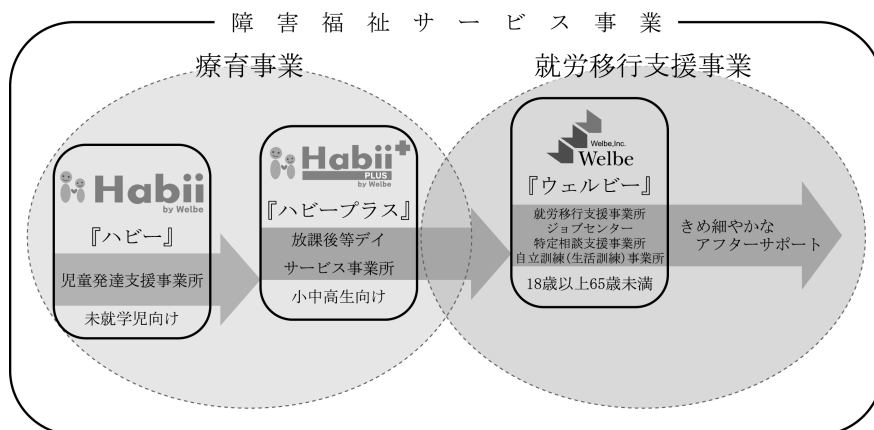 障害福祉サービス事業
療育事業
就労移行支援事業
Habii
by Welbe
『ハビー』
児童発達支援事業所
未就学児向け
Habii+
PLUS
by Welbe
『ハビープラス』
放課後等デイ
サービス事業所
小中高生向け
Welbe,Inc.
Welbe
『ウェルビー』
就労移行支援事業所
ジョブセンター
特定相談支援事業所
自立訓練(生活訓練)事業所
18歳以上65歳未満
きめ細やかな
アフターサポート